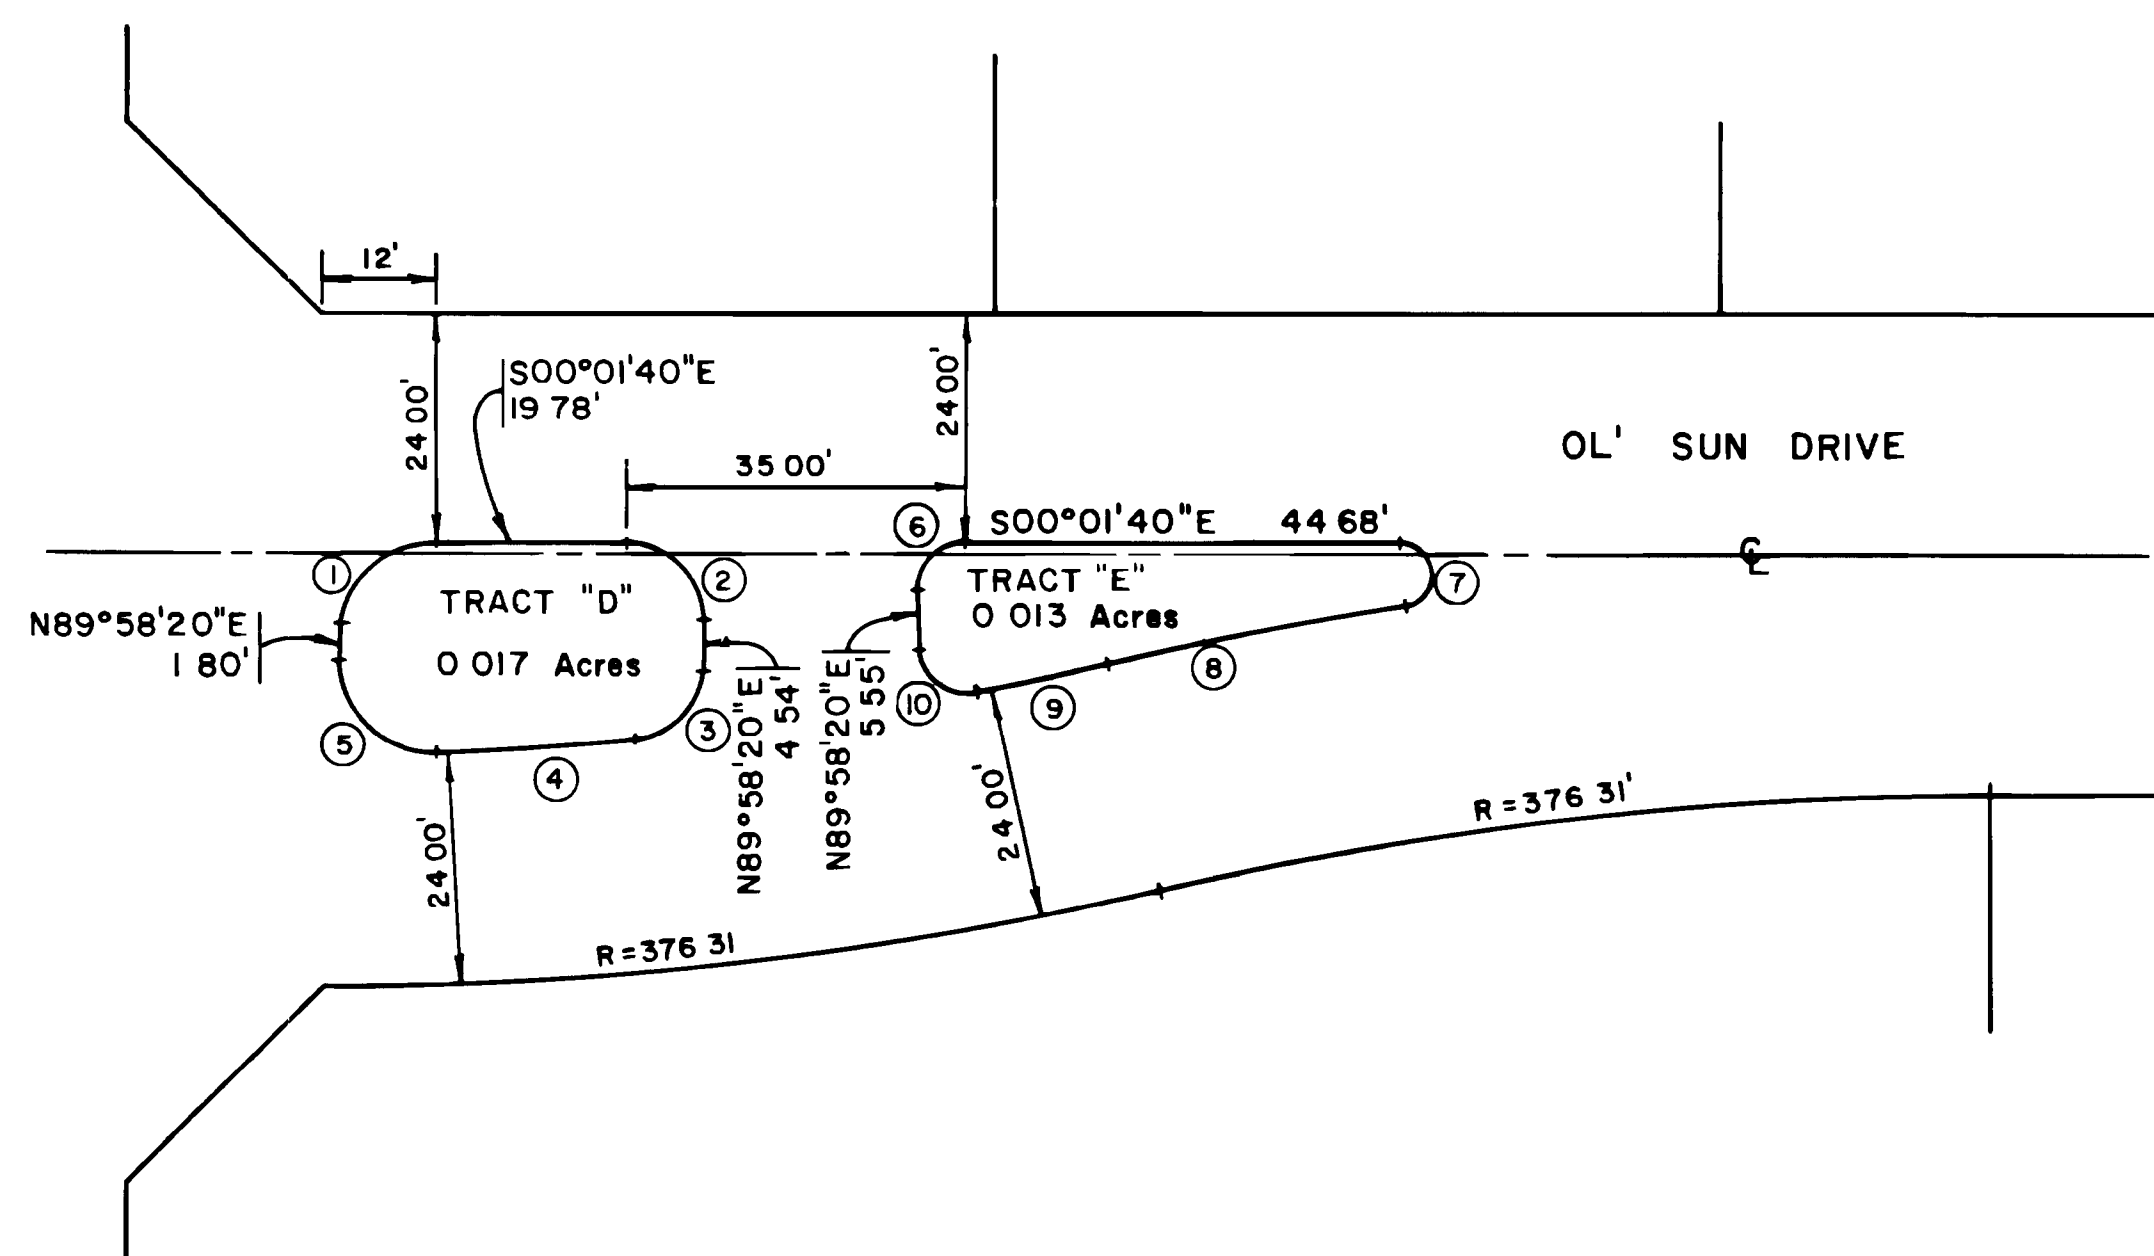 12'
24 00'
S00°01'40"E
19 78'
24 00'
35 00'
OL' SUN DRIVE
6
S00°01'40"E 44 68'
℄
1
2
TRACT "D"
0 017 Acres
TRACT "E"
0 013 Acres
7
N89°58'20"E
1 80'
N89°58'20"E
4 54'
N89°58'20"E
5 55'
8
10
9
5
3
4
24 00'
24 00'
R=376 31'
R=376 31